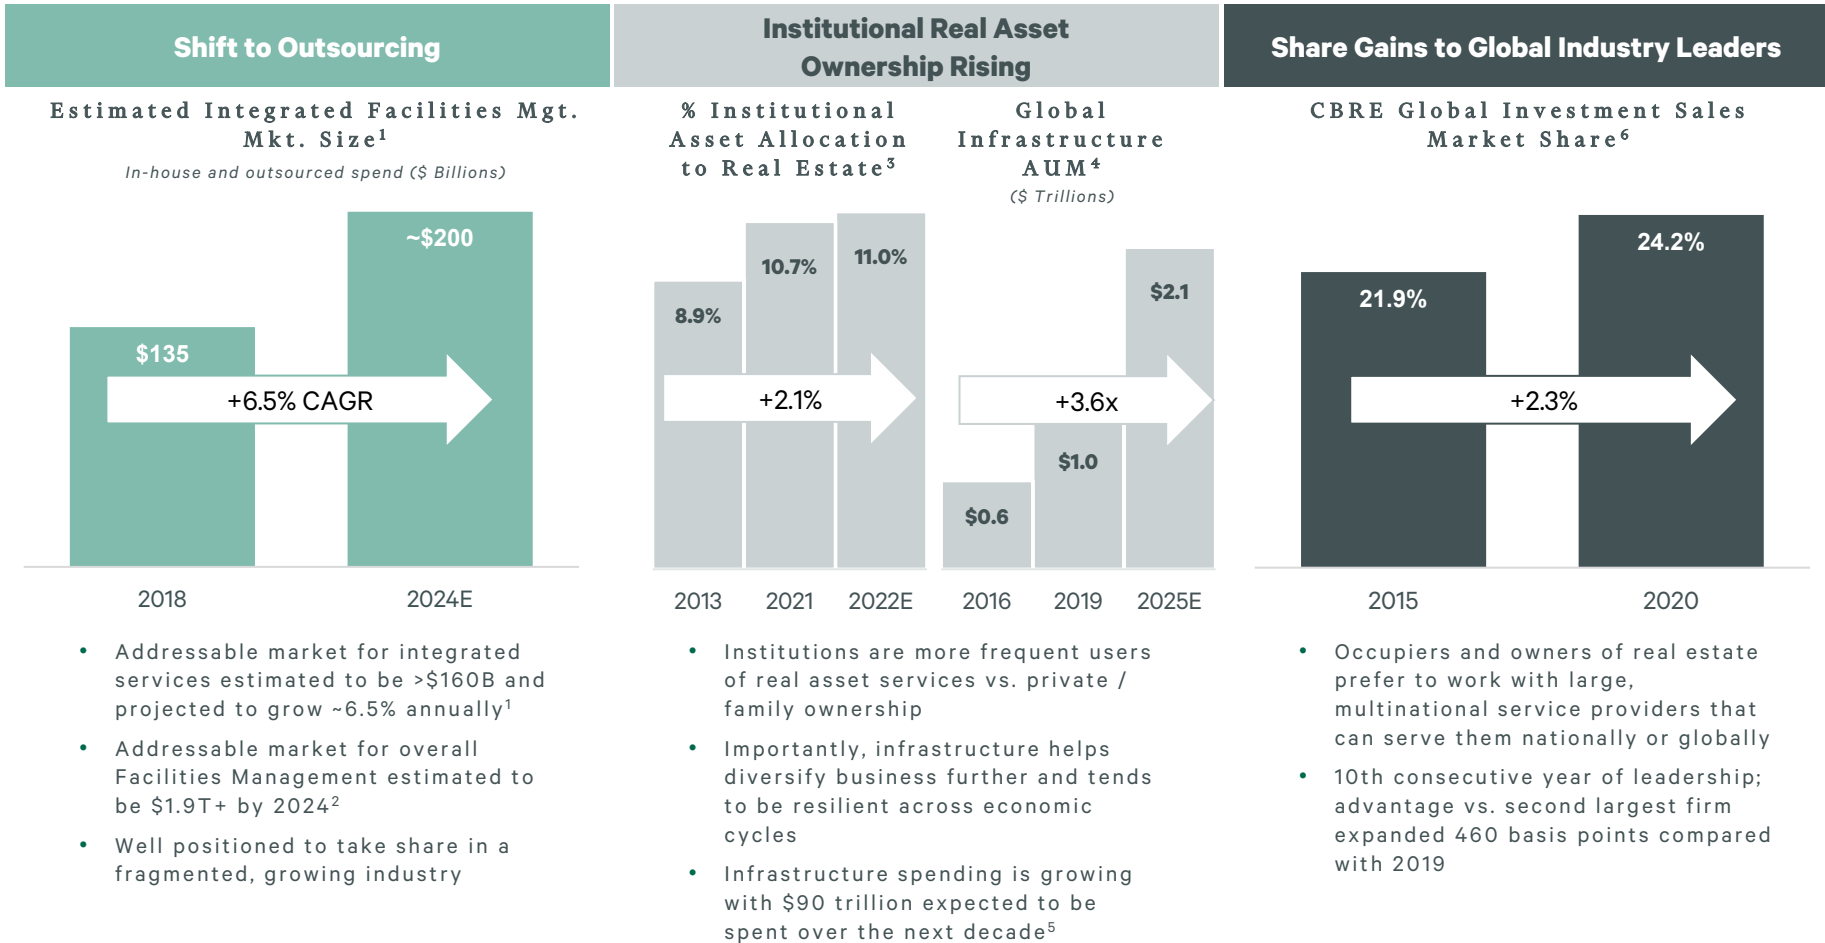 Shift to Outsourcing
Estimated Integrated Facilities Mgt.
Mkt. Size¹
In-house and outsourced spend ($ Billions)
$135
~$200
+6.5% CAGR
2018
2024E
• Addressable market for integrated
services estimated to be >$160B and
projected to grow ~6.5% annually¹
• Addressable market for overall
Facilities Management estimated to
be $1.9T+ by 2024²
• Well positioned to take share in a
fragmented, growing industry
Institutional Real Asset
Ownership Rising
% Institutional
Asset Allocation
to Real Estate³
8.9%
10.7%
11.0%
+2.1%
2013
2021
2022E
Global
Infrastructure
AUM⁴
($ Trillions)
$0.6
$1.0
$2.1
+3.6x
2016
2019
2025E
• Institutions are more frequent users
of real asset services vs. private /
family ownership
• Importantly, infrastructure helps
diversify business further and tends
to be resilient across economic
cycles
• Infrastructure spending is growing
with $90 trillion expected to be
spent over the next decade⁵
Share Gains to Global Industry Leaders
CBRE Global Investment Sales
Market Share⁶
21.9%
24.2%
+2.3%
2015
2020
• Occupiers and owners of real estate
prefer to work with large,
multinational service providers that
can serve them nationally or globally
• 10th consecutive year of leadership;
advantage vs. second largest firm
expanded 460 basis points compared
with 2019